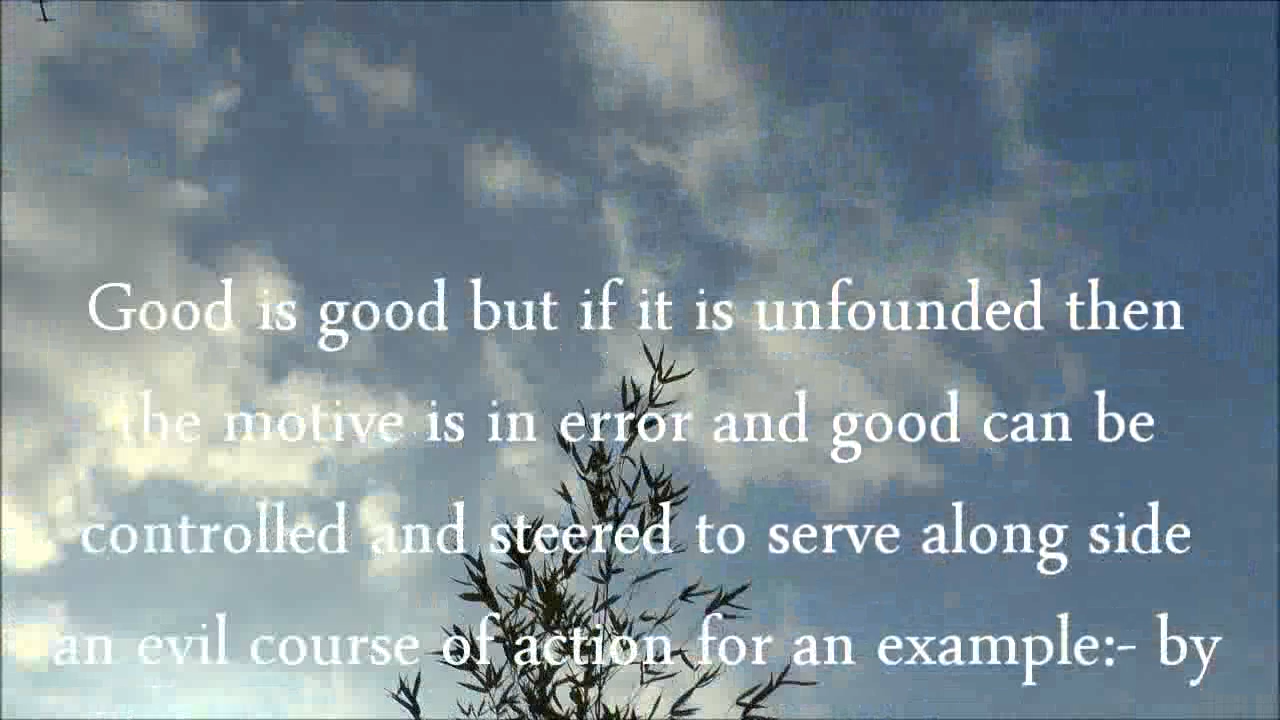 Good is good but if it is unfounded then
the motive is in error and good can be
controlled and steered to serve along side
an evil course of action for an example:- by